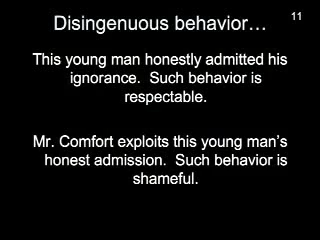 11
Disingenuous behavior…
This young man honestly admitted his
ignorance.  Such behavior is
respectable.
Mr. Comfort exploits this young man’s
honest admission.  Such behavior is
shameful.